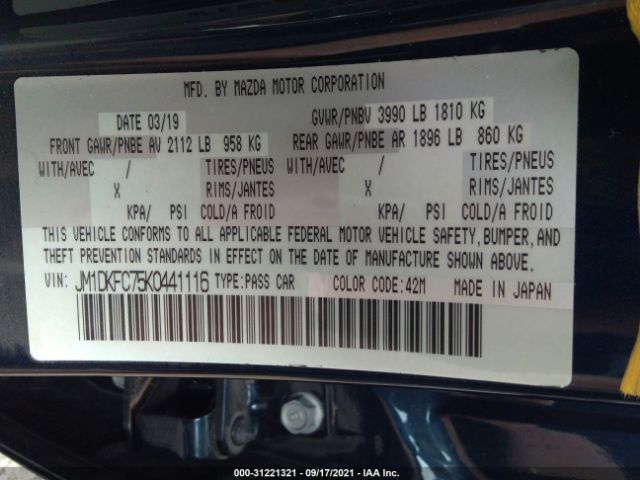 MFD. BY MAZDA MOTOR CORPORATION
DATE 03/19 GVWR/PNBV 3990 LB 1810 KG
FRONT GAWR/PNBE AV 2112 LB 958 KG REAR GAWR/PNBE AR 1896 LB 860 KG
WITH/AVEC / TIRES/PNEUS WITH/AVEC / TIRES/PNEUS
X RIMS/JANTES X RIMS/JANTES
KPA/ PSI COLD/A FROID KPA/ PSI COLD/A FROID
THIS VEHICLE CONFORMS TO ALL APPLICABLE FEDERAL MOTOR VEHICLE SAFETY, BUMPER, AND
THEFT PREVENTION STANDARDS IN EFFECT ON THE DATE OF MANUFACTURE SHOWN ABOVE.
VIN: JM1DKFC75K0441116 TYPE:PASS CAR COLOR CODE:42M MADE IN JAPAN
000-31221321 - 09/17/2021 - IAA Inc.